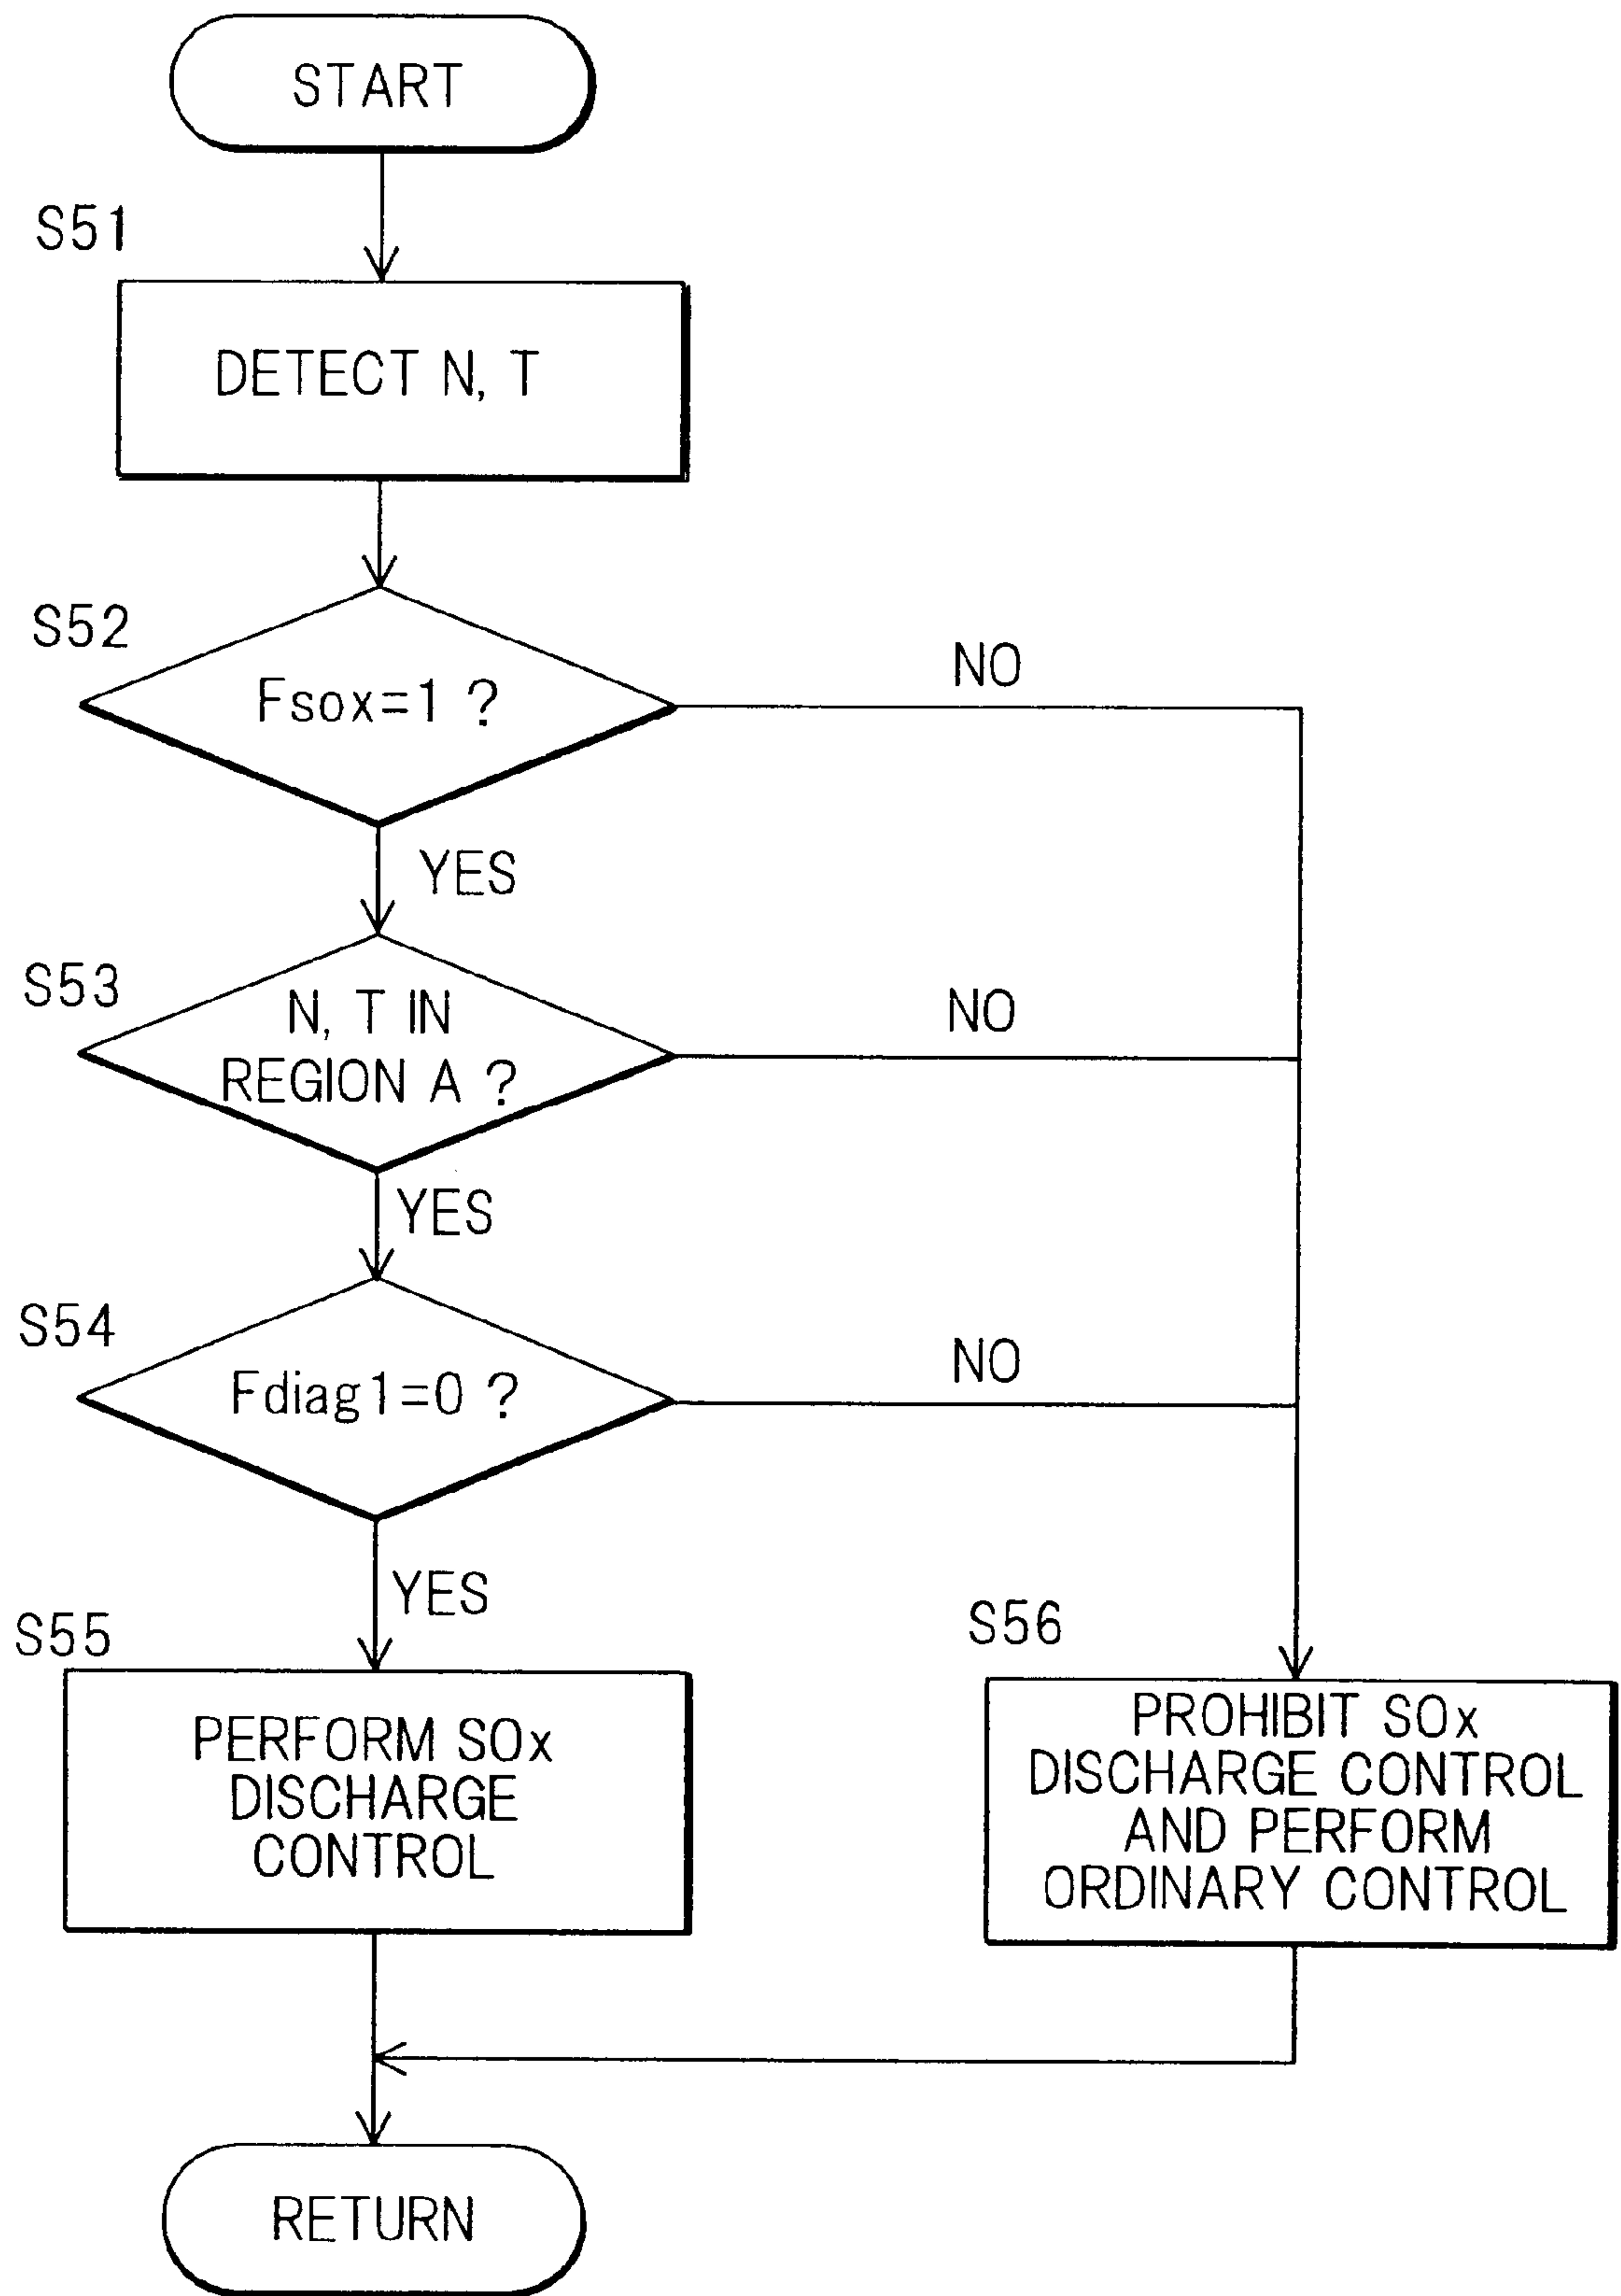 START
S51
DETECT N, T
S52
Fsox=1 ?
NO
YES
S53
N, T IN
REGION A ?
NO
YES
S54
Fdiag1=0 ?
NO
YES
S55
PERFORM SOx
DISCHARGE
CONTROL
S56
PROHIBIT SOx
DISCHARGE CONTROL
AND PERFORM
ORDINARY CONTROL
RETURN